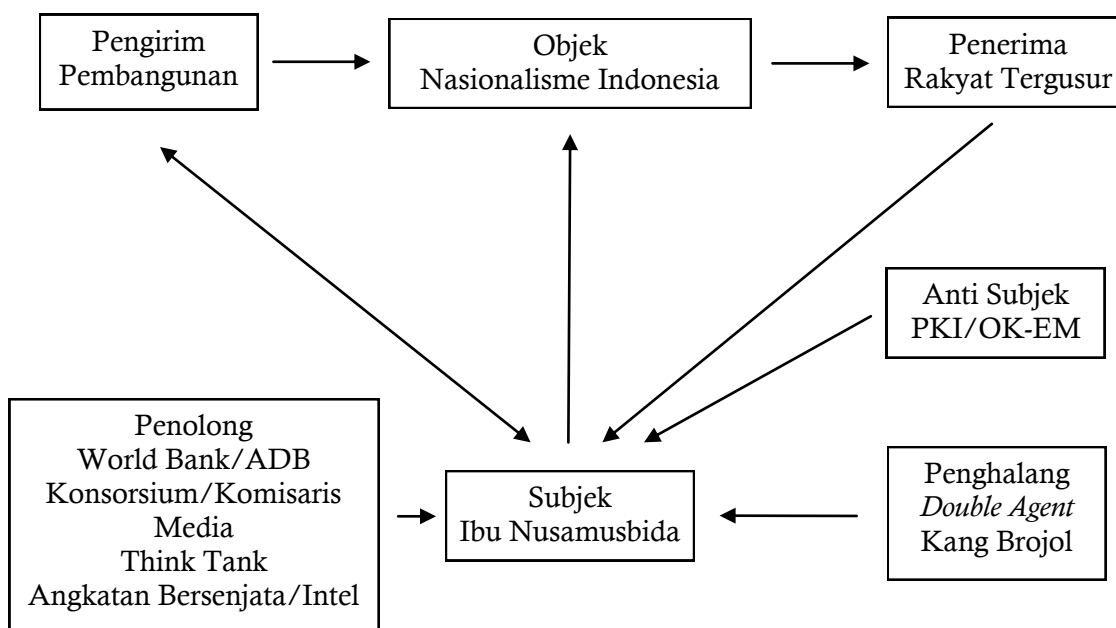 Pengirim
Pembangunan
Objek
Nasionalisme Indonesia
Penerima
Rakyat Tergusur
Anti Subjek
PKI/OK-EM
Penolong
World Bank/ADB
Konsorsium/Komisaris
Media
Think Tank
Angkatan Bersenjata/Intel
Subjek
Ibu Nusamusbida
Penghalang
Double Agent
Kang Brojol